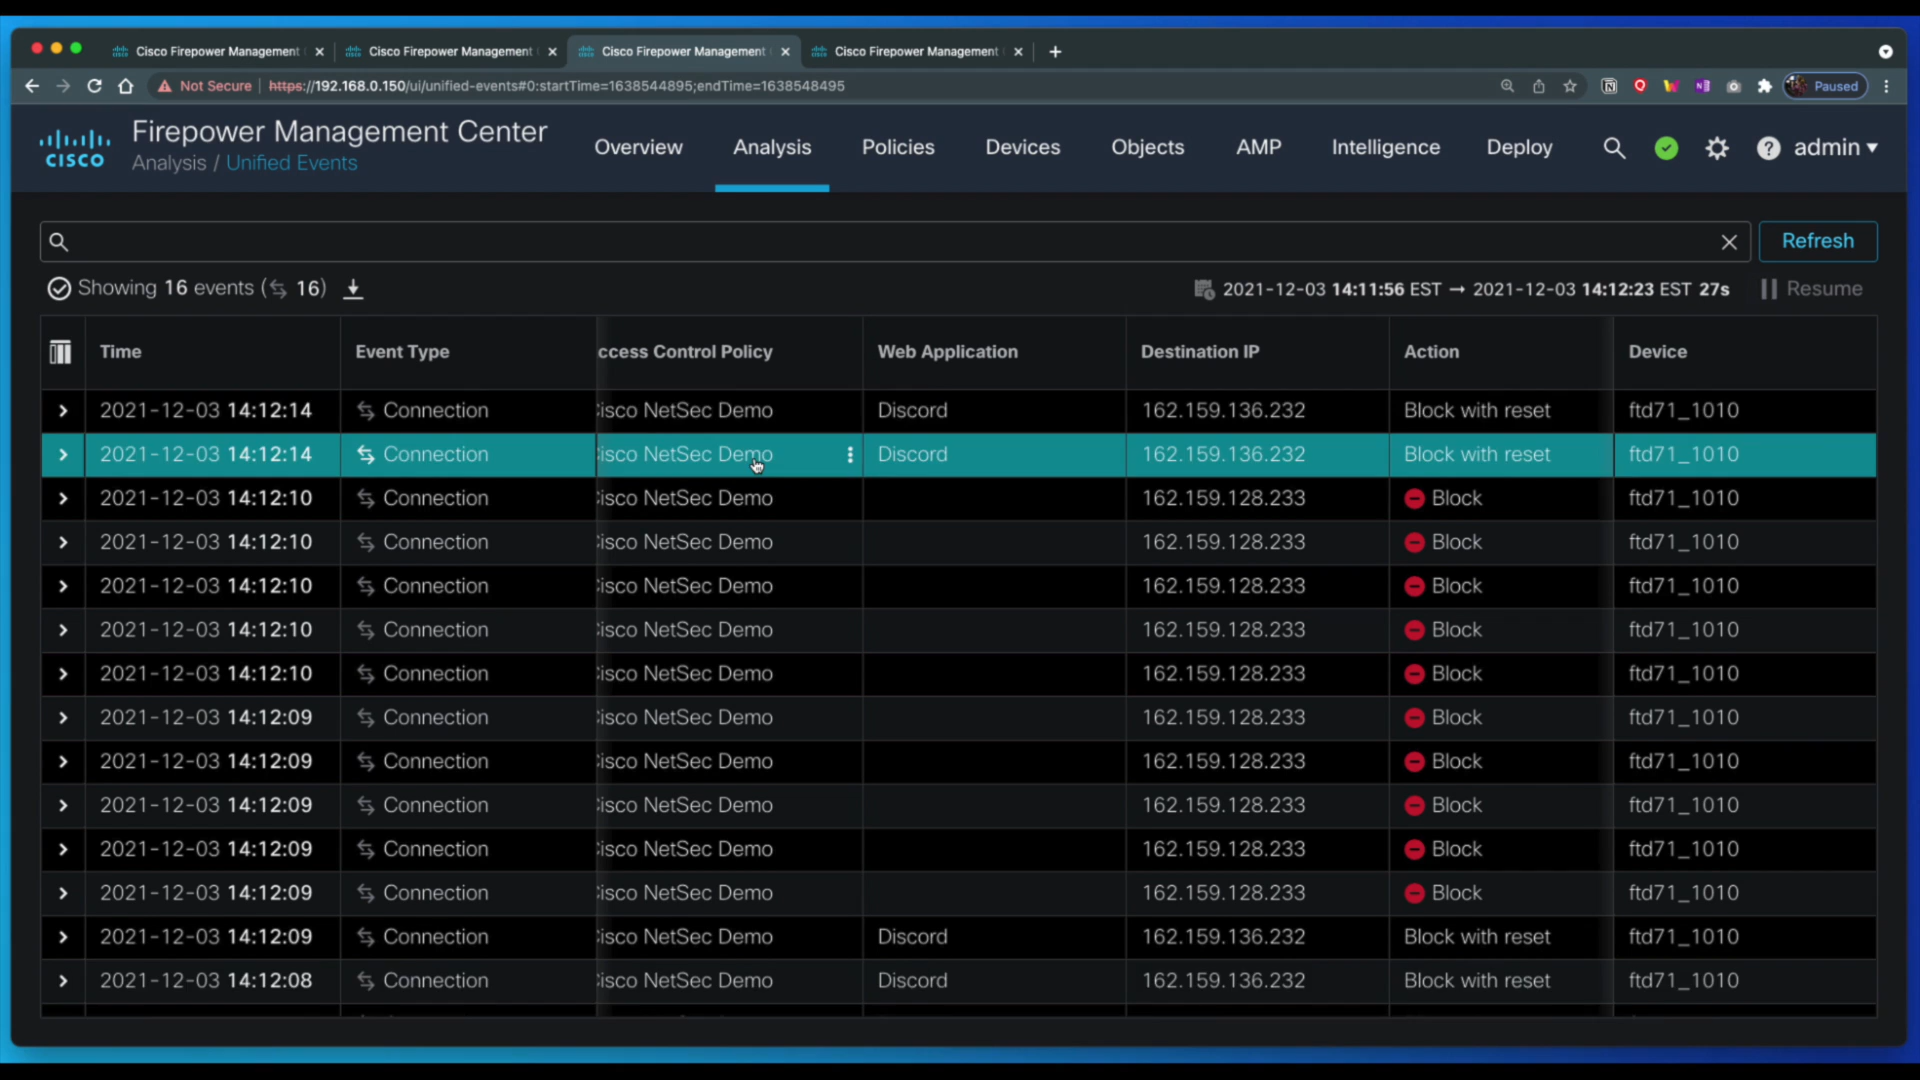 Cisco Firepower Management
Cisco Firepower Management
Cisco Firepower Management
Cisco Firepower Management
Not Secure https://192.168.0.150/ui/unified-events#0:startTime=1638544895;endTime=1638548495 Paused
CISCO Firepower Management Center
Analysis / Unified Events
Overview Analysis Policies Devices Objects AMP Intelligence Deploy admin
Refresh
Showing 16 events ( 16) 2021-12-03 14:11:56 EST → 2021-12-03 14:12:23 EST 27s Resume
Time Event Type ccess Control Policy Web Application Destination IP Action Device
2021-12-03 14:12:14 Connection isco NetSec Demo Discord 162.159.136.232 Block with reset ftd71_1010
2021-12-03 14:12:14 Connection isco NetSec Demo Discord 162.159.136.232 Block with reset ftd71_1010
2021-12-03 14:12:10 Connection isco NetSec Demo 162.159.128.233 Block ftd71_1010
2021-12-03 14:12:10 Connection isco NetSec Demo 162.159.128.233 Block ftd71_1010
2021-12-03 14:12:10 Connection isco NetSec Demo 162.159.128.233 Block ftd71_1010
2021-12-03 14:12:10 Connection isco NetSec Demo 162.159.128.233 Block ftd71_1010
2021-12-03 14:12:10 Connection isco NetSec Demo 162.159.128.233 Block ftd71_1010
2021-12-03 14:12:09 Connection isco NetSec Demo 162.159.128.233 Block ftd71_1010
2021-12-03 14:12:09 Connection isco NetSec Demo 162.159.128.233 Block ftd71_1010
2021-12-03 14:12:09 Connection isco NetSec Demo 162.159.128.233 Block ftd71_1010
2021-12-03 14:12:09 Connection isco NetSec Demo 162.159.128.233 Block ftd71_1010
2021-12-03 14:12:09 Connection isco NetSec Demo 162.159.128.233 Block ftd71_1010
2021-12-03 14:12:09 Connection isco NetSec Demo Discord 162.159.136.232 Block with reset ftd71_1010
2021-12-03 14:12:08 Connection isco NetSec Demo Discord 162.159.136.232 Block with reset ftd71_1010